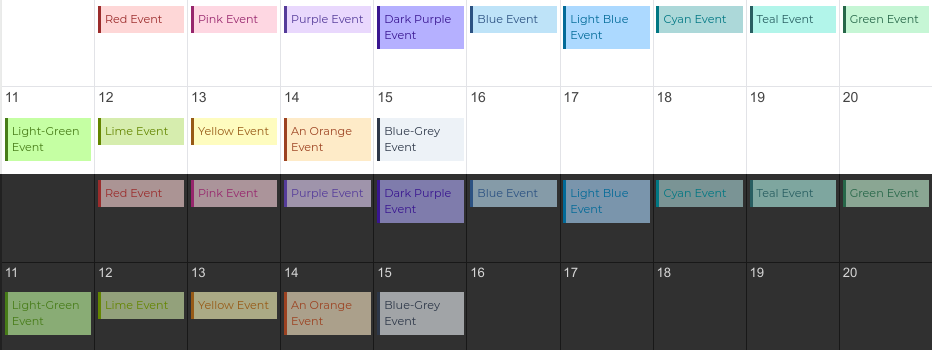 Red Event Pink Event Purple Event Dark Purple Blue Event Light Blue Cyan Event Teal Event Green Event
Event Event
11 12 13 14 15 16 17 18 19 20
Light-Green Lime Event Yellow Event An Orange Blue-Grey
Event Event Event
Red Event Pink Event Purple Event Dark Purple Blue Event Light Blue Cyan Event Teal Event Green Event
Event Event
11 12 13 14 15 16 17 18 19 20
Light-Green Lime Event Yellow Event An Orange Blue-Grey
Event Event Event